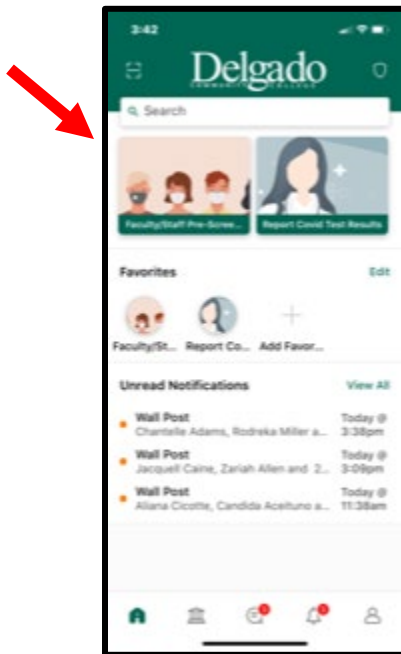 3:42
Delgado
COMMUNITY COLLEGE
Search
Faculty/Staff Pre-Scree... Report Covid Test Results
Favorites Edit
Faculty/St... Report Co... Add Favor...
Unread Notifications View All
Wall Post Today @
Chantelle Adams, Rodreka Miller a... 3:38pm
Wall Post Today @
Jacquell Caine, Zariah Allen and 2... 3:09pm
Wall Post Today @
Aliana Cicotte, Candida Aceituno a... 11:38am